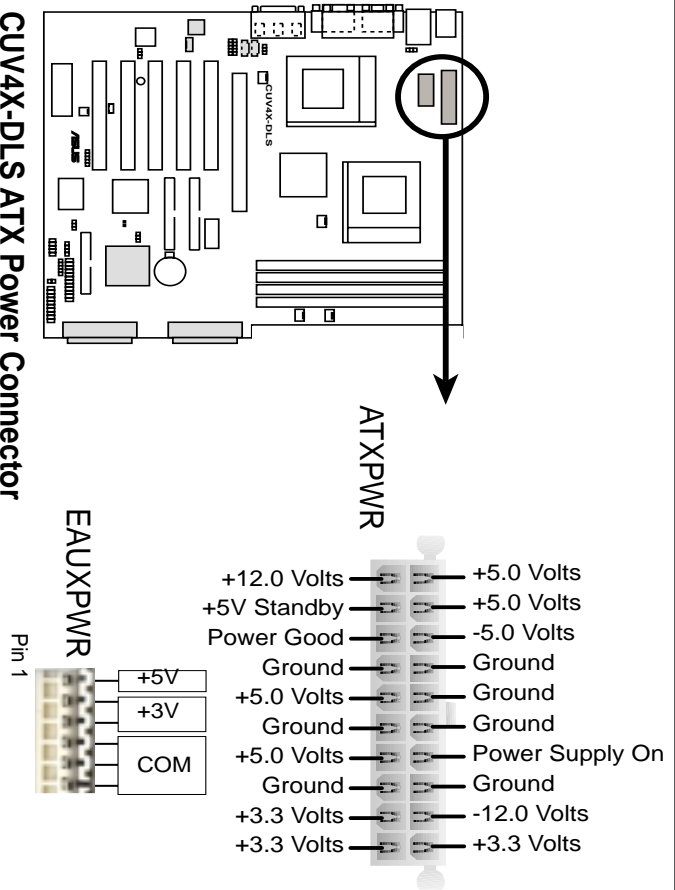 CUV4X-DLS
ASUS
CUV4X-DLS ATX Power Connector
ATXPWR
+12.0 Volts
+5V Standby
Power Good
Ground
+5.0 Volts
Ground
+5.0 Volts
Ground
+3.3 Volts
+3.3 Volts
+5.0 Volts
+5.0 Volts
-5.0 Volts
Ground
Ground
Ground
Power Supply On
Ground
-12.0 Volts
+3.3 Volts
EAUXPWR
Pin 1
+5V
+3V
COM